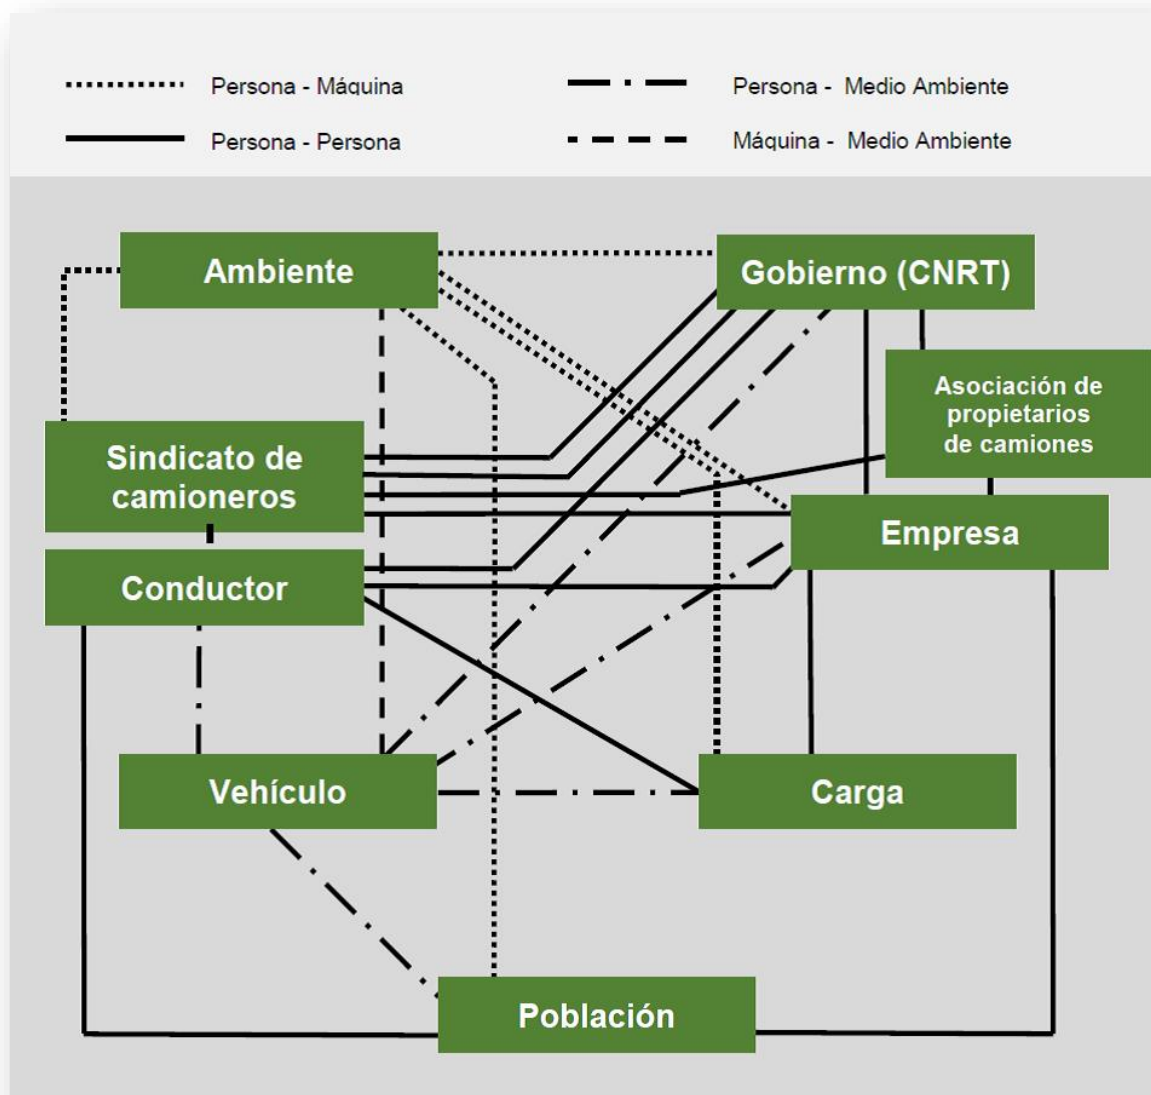 Persona - Máquina
Persona - Medio Ambiente
Persona - Persona
Máquina - Medio Ambiente
Ambiente
Gobierno (CNRT)
Asociación de
propietarios
de camiones
Sindicato de
camioneros
Empresa
Conductor
Vehículo
Carga
Población